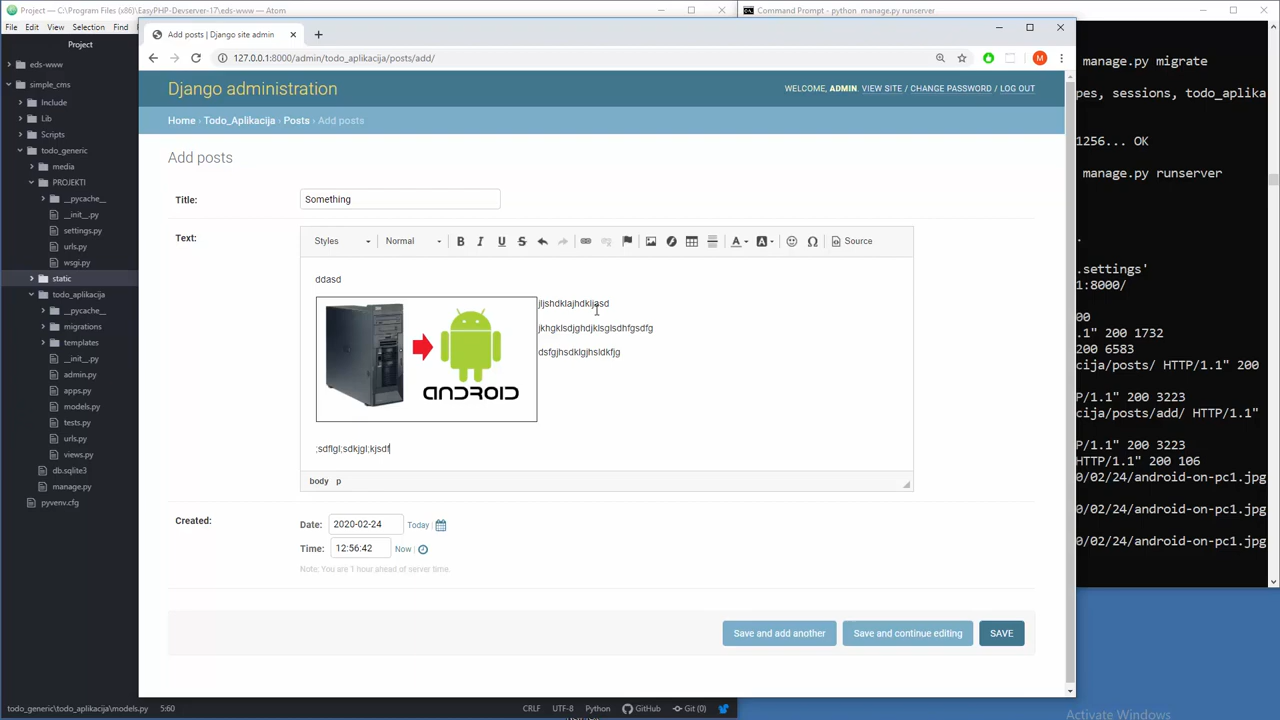 Project — C:\Program Files (x86)\EasyPHP-Devserver-17\eds-www — Atom
Command Prompt - python manage.py runserver
File Edit View Selection Find
Project
eds-www
simple_cms
Include
Lib
Scripts
todo_generic
media
PROJEKTI
__pycache__
__init__.py
settings.py
urls.py
wsgi.py
static
todo_aplikacija
__pycache__
migrations
templates
__init__.py
admin.py
apps.py
models.py
tests.py
urls.py
views.py
db.sqlite3
manage.py
pyvenv.cfg
Add posts | Django site admin
127.0.0.1:8000/admin/todo_aplikacija/posts/add/
M
Django administration
WELCOME, ADMIN. VIEW SITE / CHANGE PASSWORD / LOG OUT
Home › Todo_Aplikacija › Posts › Add posts
Add posts
Title: Something
Text:
Styles Normal B I U S A A Ω Source
ddasd
jljshdklajhdkljasd
jkhgklsdjghdjklsglsdhfgsdfg
dsfgjhsdklgjhsldkfjg
ANDROID
;sdflgl;sdkjgl;kjsdf
body p
Created:
Date: 2020-02-24 Today
Time: 12:56:42 Now
Note: You are 1 hour ahead of server time.
Save and add another Save and continue editing SAVE
manage.py migrate
pes, sessions, todo_aplika
1256... OK
manage.py runserver
.
.settings'
1:8000/
00
1" 200 1732
" 200 6583
cija/posts/ HTTP/1.1" 200
P/1.1" 200 3223
cija/posts/add/ HTTP/1.1"
P/1.1" 200 3223
HTTP/1.1" 200 106
0/02/24/android-on-pc1.jpg
0/02/24/android-on-pc1.jpg
0/02/24/android-on-pc1.jpg
Activate Windows
todo_generic\todo_aplikacija\models.py 5:60
CRLF UTF-8 Python GitHub Git (0)